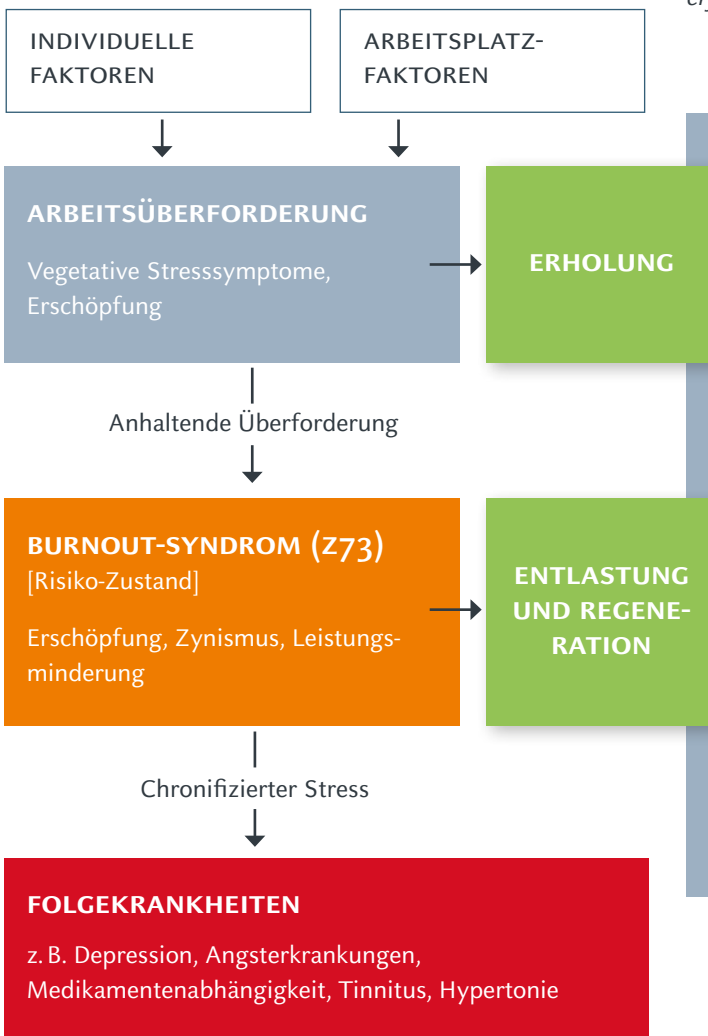 INDIVIDUELLE
FAKTOREN
ARBEITSPLATZ-
FAKTOREN
ARBEITSÜBERFORDERUNG
Vegetative Stresssymptome,
Erschöpfung
ERHOLUNG
Anhaltende Überforderung
BURNOUT-SYNDROM (Z73)
[Risiko-Zustand]
Erschöpfung, Zynismus, Leistungs-
minderung
ENTLASTUNG
UND REGENE-
RATION
Chronifizierter Stress
FOLGEKRANKHEITEN
z. B. Depression, Angsterkrankungen,
Medikamentenabhängigkeit, Tinnitus, Hypertonie